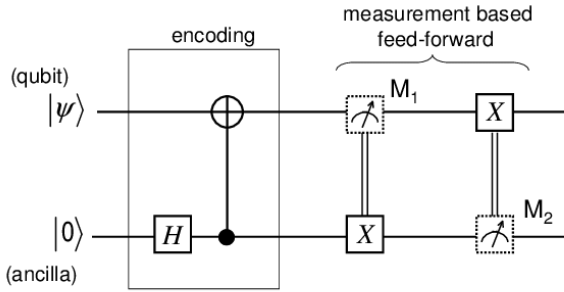 measurement based
feed-forward
encoding
(qubit)
|ψ⟩
M₁
X
|0⟩
H
X
M₂
(ancilla)